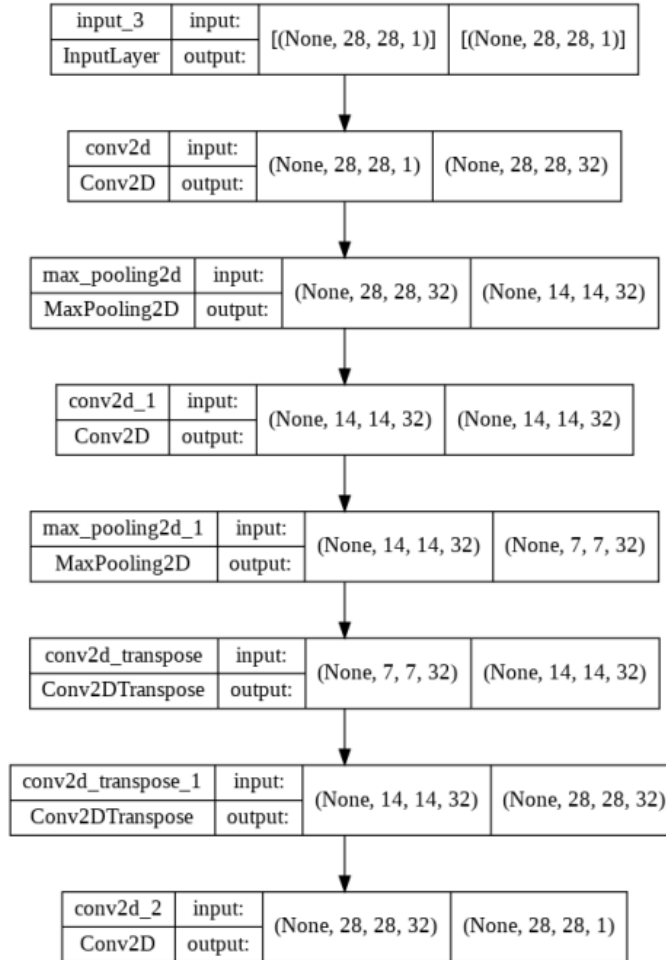 input_3 input: [(None, 28, 28, 1)] [(None, 28, 28, 1)]
InputLayer output:
conv2d input: (None, 28, 28, 1) (None, 28, 28, 32)
Conv2D output:
max_pooling2d input: (None, 28, 28, 32) (None, 14, 14, 32)
MaxPooling2D output:
conv2d_1 input: (None, 14, 14, 32) (None, 14, 14, 32)
Conv2D output:
max_pooling2d_1 input: (None, 14, 14, 32) (None, 7, 7, 32)
MaxPooling2D output:
conv2d_transpose input: (None, 7, 7, 32) (None, 14, 14, 32)
Conv2DTranspose output:
conv2d_transpose_1 input: (None, 14, 14, 32) (None, 28, 28, 32)
Conv2DTranspose output:
conv2d_2 input: (None, 28, 28, 32) (None, 28, 28, 1)
Conv2D output: